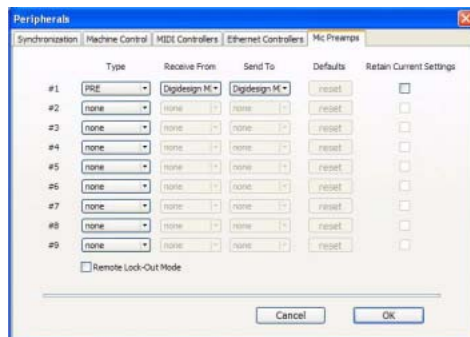 Peripherals
Synchronization Machine Control MIDI Controllers Ethernet Controllers Mic Preamps
Type Receive From Send To Defaults Retain Current Settings
#1 PRE Digidesign M Digidesign M reset
#2 none none none reset
#3 none none none reset
#4 none none none reset
#5 none none none reset
#6 none none none reset
#7 none none none reset
#8 none none none reset
#9 none none none reset
Remote Lock-Out Mode
Cancel OK